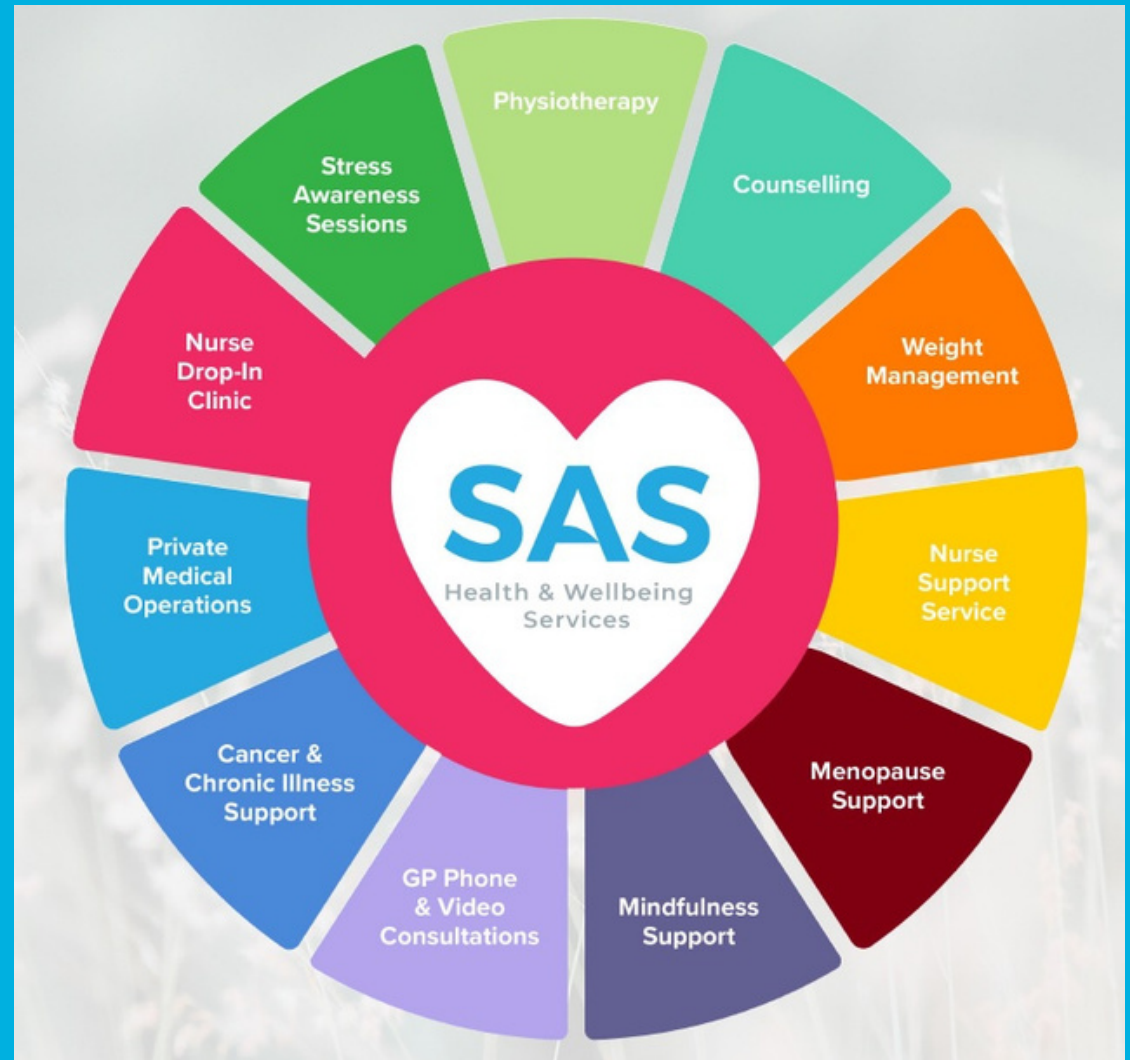 Physiotherapy
Counselling
Weight
Management
Nurse
Support
Service
Menopause
Support
Mindfulness
Support
GP Phone
& Video
Consultations
Cancer &
Chronic Illness
Support
Private
Medical
Operations
Nurse
Drop-In
Clinic
Stress
Awareness
Sessions
SAS
Health & Wellbeing
Services